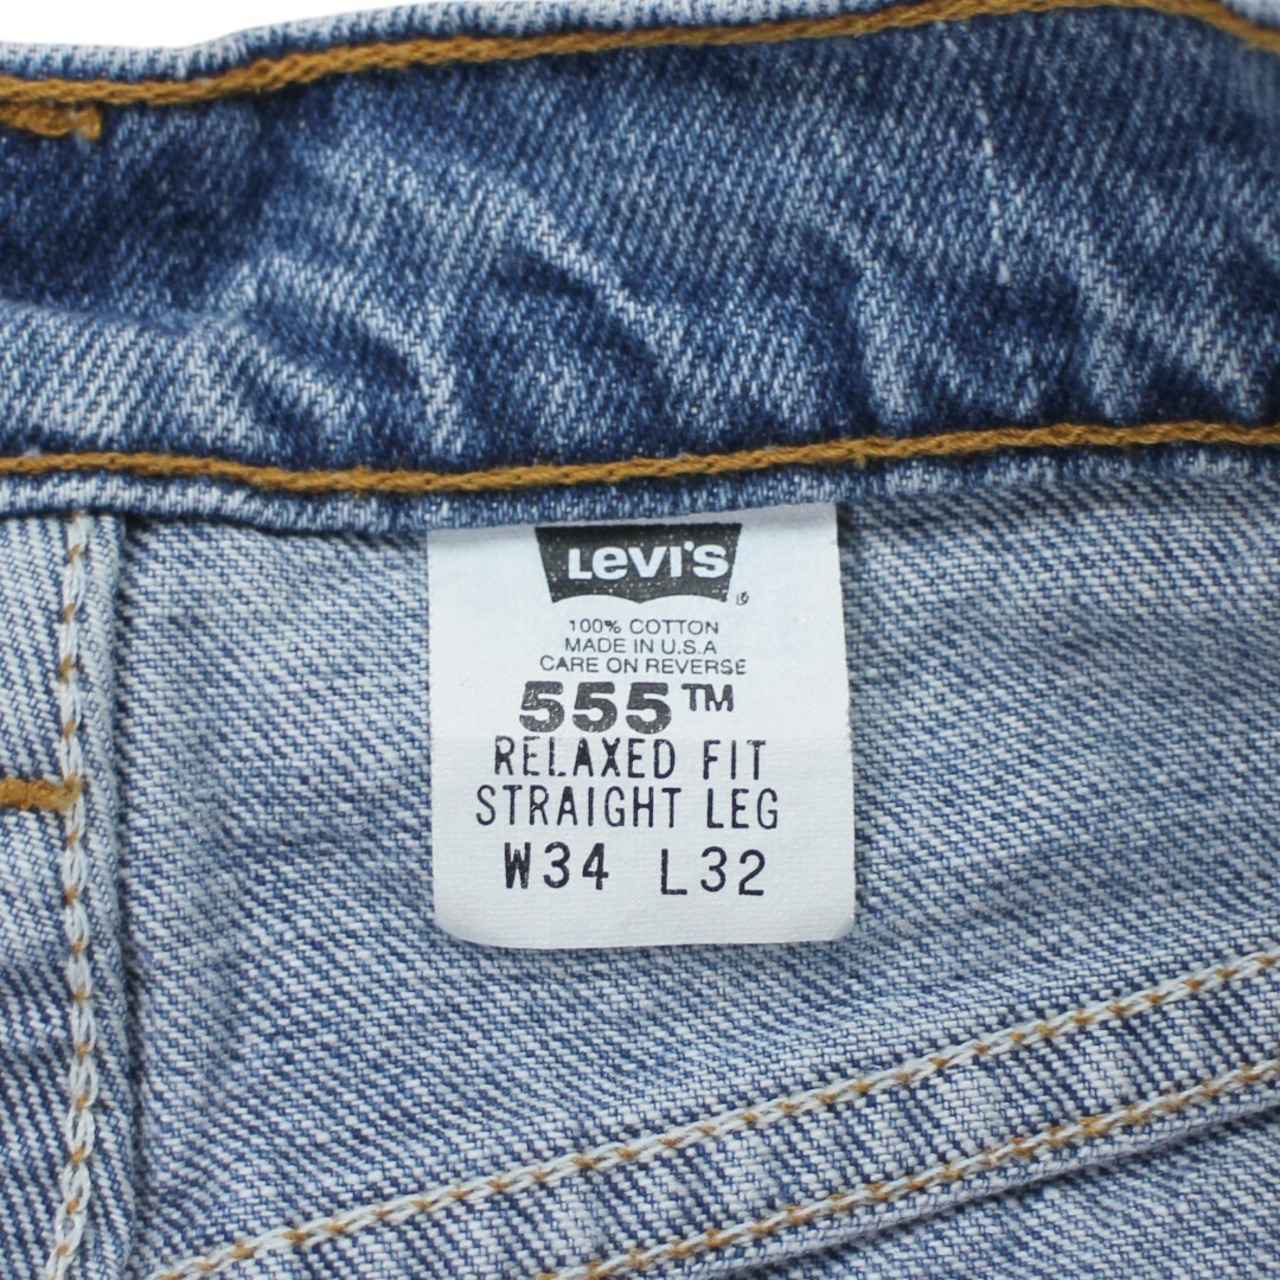 LEVI'S
®
100% COTTON
MADE IN U.S.A
CARE ON REVERSE
555™
RELAXED FIT
STRAIGHT LEG
W34 L32